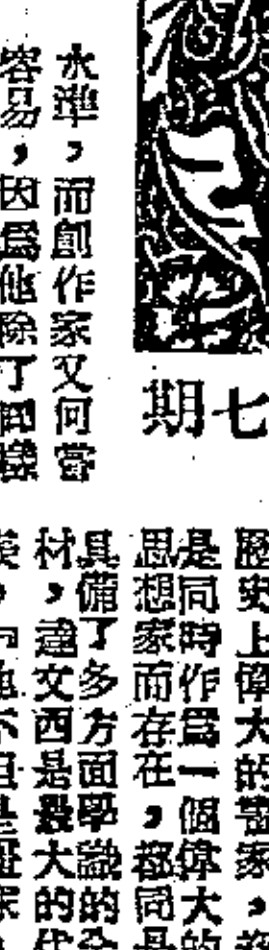 七期
水準，而創作家又何嘗
容易，因爲他除了同樣
歷史上偉大的藝家，都
是同時作爲一個偉大的
思想家而存在，都同是
具備了多方面學識的
材，達文西是最大的代